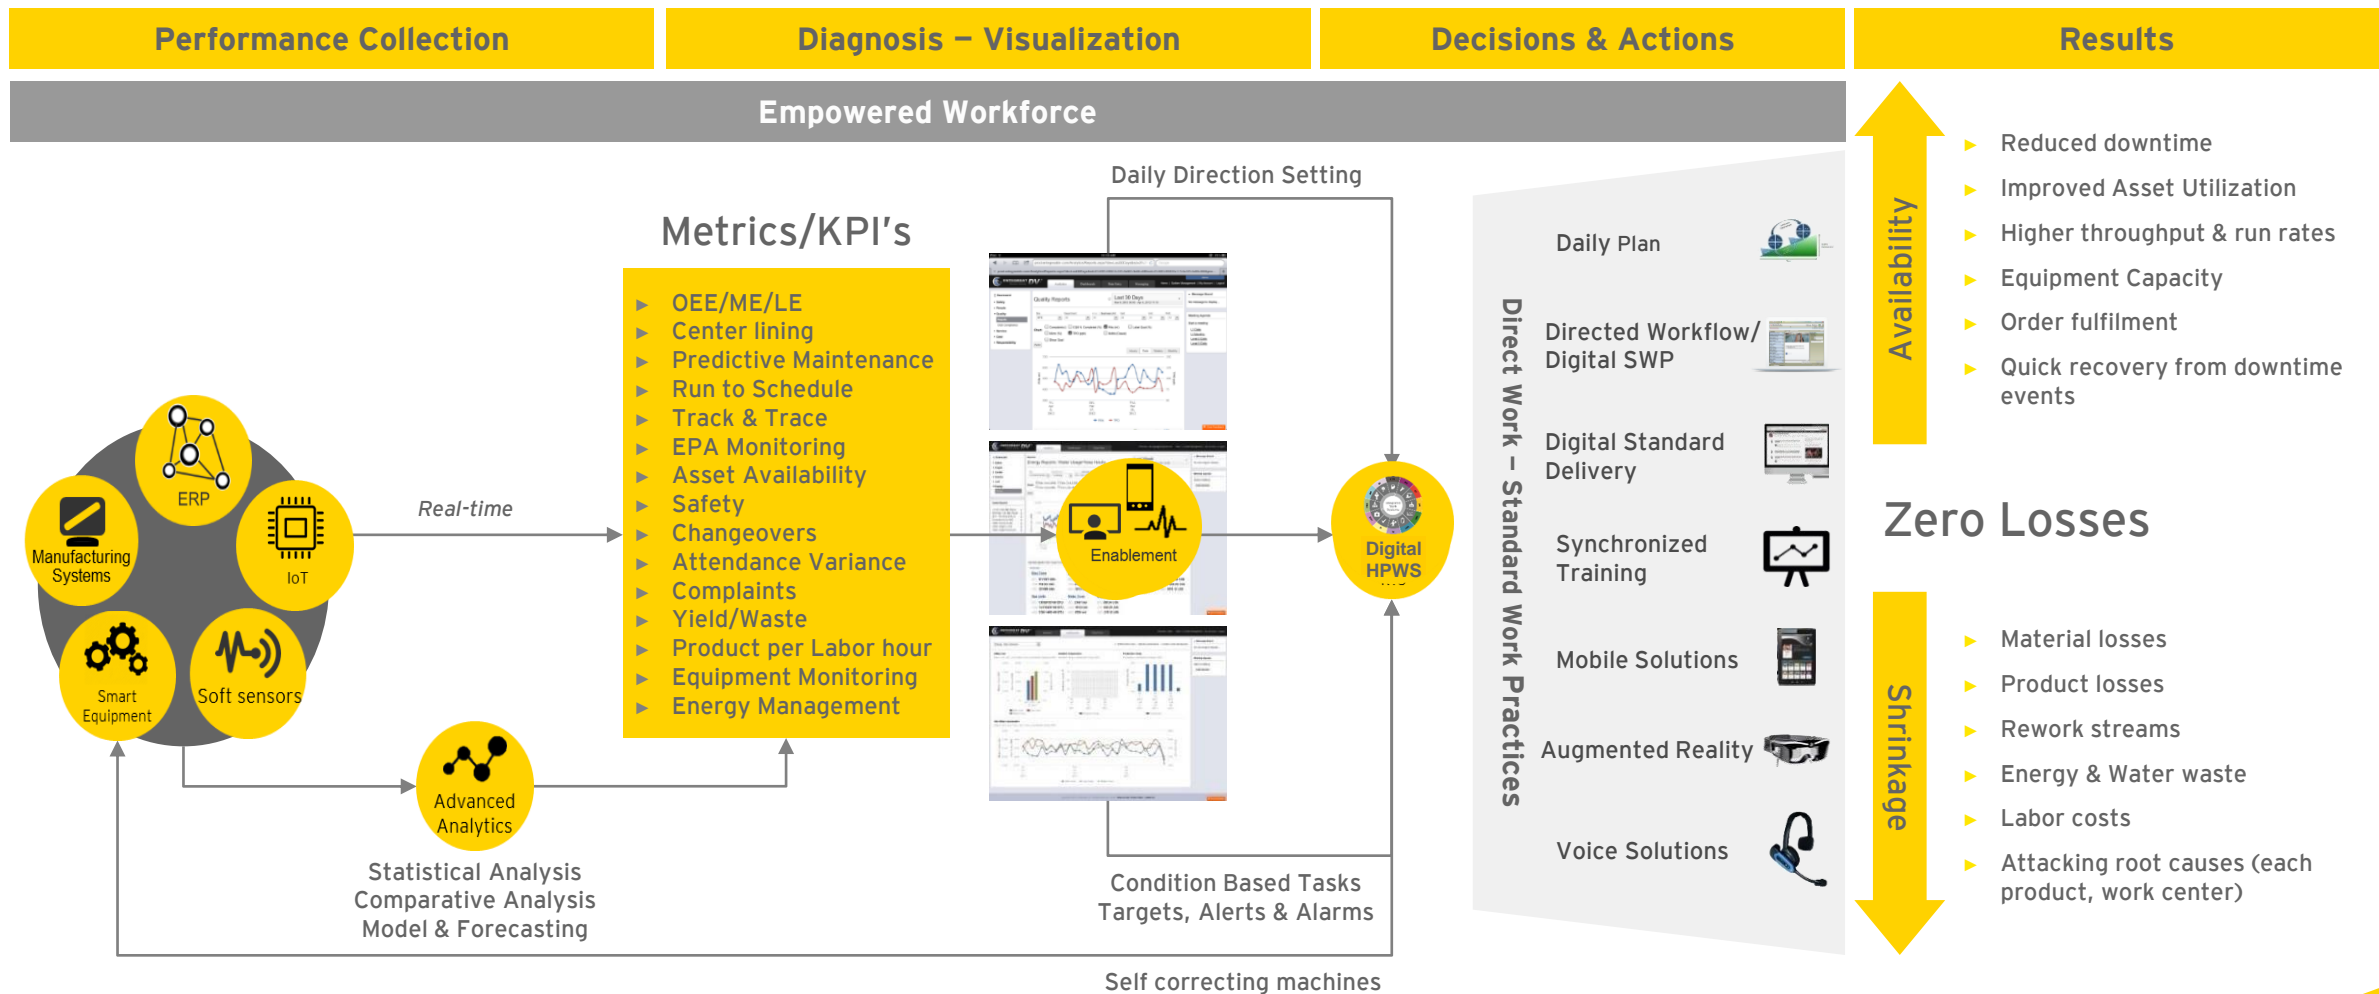 Performance Collection
Diagnosis – Visualization
Decisions & Actions
Results
Empowered Workforce
ERP
Manufacturing
Systems
IoT
Smart
Equipment
Soft sensors
Real-time
Advanced
Analytics
Statistical Analysis
Comparative Analysis
Model & Forecasting
Metrics/KPI's
OEE/ME/LE
Center lining
Predictive Maintenance
Run to Schedule
Track & Trace
EPA Monitoring
Asset Availability
Safety
Changeovers
Attendance Variance
Complaints
Yield/Waste
Product per Labor hour
Equipment Monitoring
Energy Management
Daily Direction Setting
Quality Reports
Last 30 Days
Enablement
Condition Based Tasks
Targets, Alerts & Alarms
Self correcting machines
Digital
HPWS
Direct Work – Standard Work Practices
Daily Plan
Directed Workflow/
Digital SWP
Digital Standard
Delivery
Synchronized
Training
Mobile Solutions
Augmented Reality
Voice Solutions
Availability
Reduced downtime
Improved Asset Utilization
Higher throughput & run rates
Equipment Capacity
Order fulfilment
Quick recovery from downtime
events
Zero Losses
Shrinkage
Material losses
Product losses
Rework streams
Energy & Water waste
Labor costs
Attacking root causes (each
product, work center)